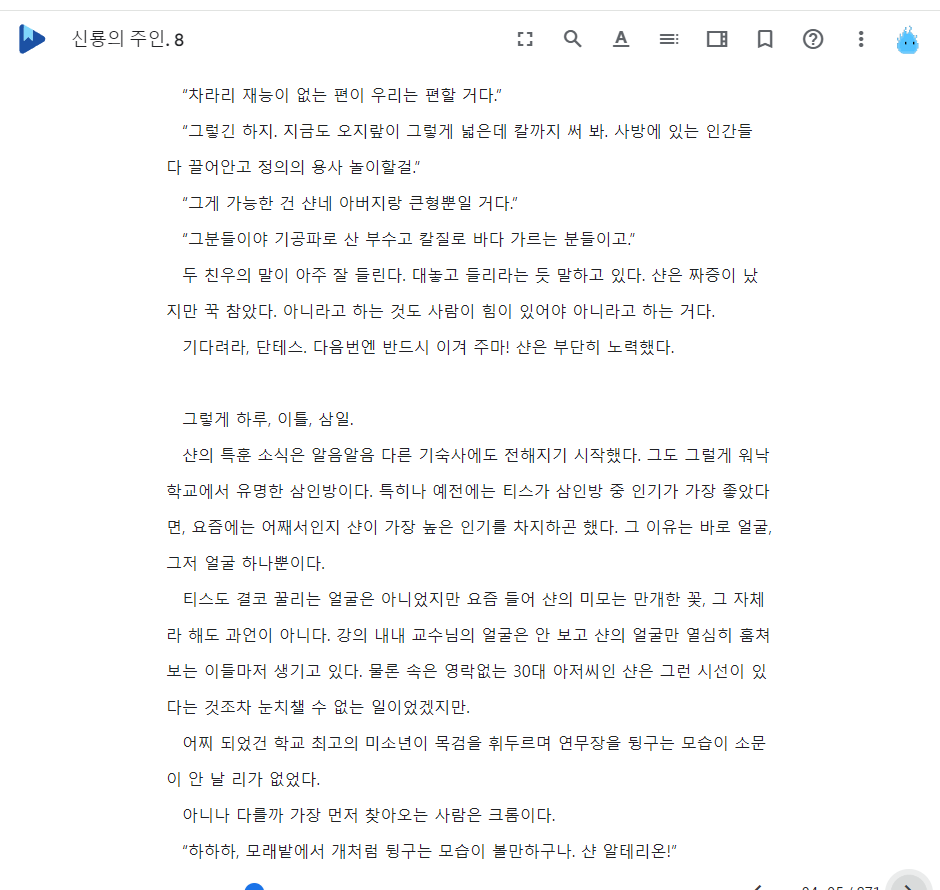 신룡의 주인. 8
“차라리 재능이 없는 편이 우리는 편할 거다.”
“그렇긴 하지. 지금도 오지랖이 그렇게 넓은데 칼까지 써 봐. 사방에 있는 인간들
다 끌어안고 정의의 용사 놀이할걸.”
“그게 가능한 건 샨네 아버지랑 큰형뿐일 거다.”
“그분들이야 기공파로 산 부수고 칼질로 바다 가르는 분들이고.”
두 친우의 말이 아주 잘 들린다. 대놓고 들리라는 듯 말하고 있다. 샨은 짜증이 났
지만 꾹 참았다. 아니라고 하는 것도 사람이 힘이 있어야 아니라고 하는 거다.
기다려라, 단테스. 다음번엔 반드시 이겨 주마! 샨은 부단히 노력했다.
그렇게 하루, 이틀, 삼일.
샨의 특훈 소식은 알음알음 다른 기숙사에도 전해지기 시작했다. 그도 그럴게 워낙
학교에서 유명한 삼인방이다. 특히나 예전에는 티스가 삼인방 중 인기가 가장 좋았다
면, 요즘에는 어째서인지 샨이 가장 높은 인기를 차지하곤 했다. 그 이유는 바로 얼굴,
그저 얼굴 하나뿐이다.
티스도 결코 꿀리는 얼굴은 아니었지만 요즘 들어 샨의 미모는 만개한 꽃, 그 자체
라 해도 과언이 아니다. 강의 내내 교수님의 얼굴은 안 보고 샨의 얼굴만 열심히 훔쳐
보는 이들마저 생기고 있다. 물론 속은 영락없는 30대 아저씨인 샨은 그런 시선이 있
다는 것조차 눈치챌 수 없는 일이었겠지만.
어찌 되었건 학교 최고의 미소년이 목검을 휘두르며 연무장을 뒹구는 모습이 소문
이 안 날 리가 없었다.
아니나 다를까 가장 먼저 찾아오는 사람은 크롬이다.
“하하하, 모래밭에서 개처럼 뒹구는 모습이 볼만하구나. 샨 알테리온!”